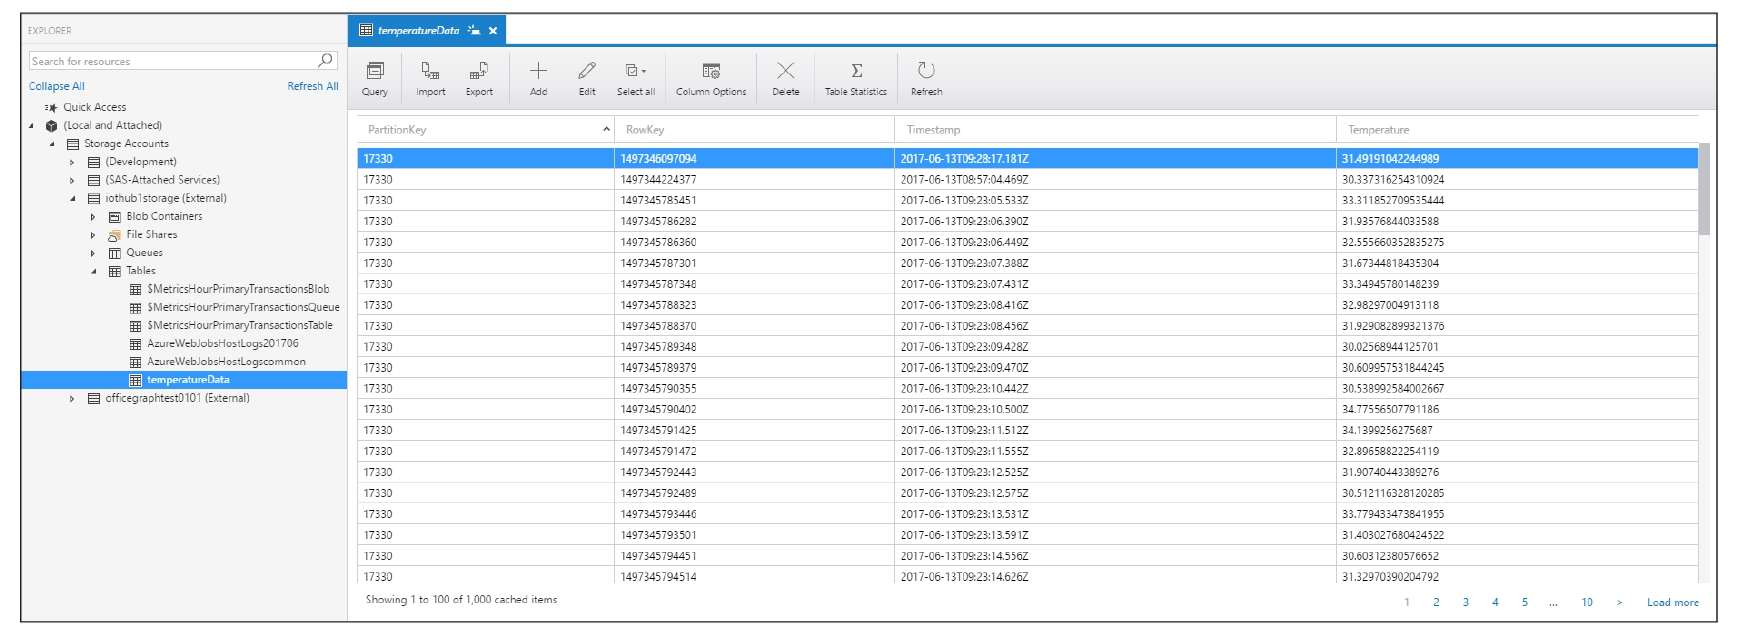 EXPLORER
Search for resources
Collapse All Refresh All
Quick Access
(Local and Attached)
Storage Accounts
(Development)
(SAS-Attached Services)
iothub1storage (External)
Blob Containers
File Shares
Queues
Tables
$MetricsHourPrimaryTransactionsBlob
$MetricsHourPrimaryTransactionsQueue
$MetricsHourPrimaryTransactionsTable
AzureWebJobsHostLogs201706
AzureWebJobsHostLogscommon
temperatureData
officegraphtest0101 (External)
temperatureData
Query Import Export Add Edit Select all Column Options Delete Table Statistics Refresh
PartitionKey RowKey Timestamp Temperature
17330 1497346097094 2017-06-13T09:28:17.181Z 31.49191042244989
17330 1497344224377 2017-06-13T08:57:04.469Z 30.337316254310924
17330 1497345785451 2017-06-13T09:23:05.533Z 33.311852709535444
17330 1497345786282 2017-06-13T09:23:06.390Z 31.93576844033588
17330 1497345786360 2017-06-13T09:23:06.449Z 32.555660352835275
17330 1497345787301 2017-06-13T09:23:07.388Z 31.67344818435304
17330 1497345787348 2017-06-13T09:23:07.431Z 33.34945780148239
17330 1497345788323 2017-06-13T09:23:08.416Z 32.98297004913118
17330 1497345788370 2017-06-13T09:23:08.456Z 31.929082899321376
17330 1497345789348 2017-06-13T09:23:09.428Z 30.02568944125701
17330 1497345789379 2017-06-13T09:23:09.470Z 30.609957531844245
17330 1497345790355 2017-06-13T09:23:10.442Z 30.538992584002667
17330 1497345790402 2017-06-13T09:23:10.500Z 34.77556507791186
17330 1497345791425 2017-06-13T09:23:11.512Z 34.1399256275687
17330 1497345791472 2017-06-13T09:23:11.555Z 32.89658822254119
17330 1497345792443 2017-06-13T09:23:12.525Z 31.90740443389276
17330 1497345792489 2017-06-13T09:23:12.575Z 30.512116328120285
17330 1497345793446 2017-06-13T09:23:13.531Z 33.779433473841955
17330 1497345793501 2017-06-13T09:23:13.591Z 31.403027680424522
17330 1497345794451 2017-06-13T09:23:14.556Z 30.60312380576652
17330 1497345794514 2017-06-13T09:23:14.626Z 31.32970390204792
Showing 1 to 100 of 1,000 cached items
1 2 3 4 5 ... 10 > Load more